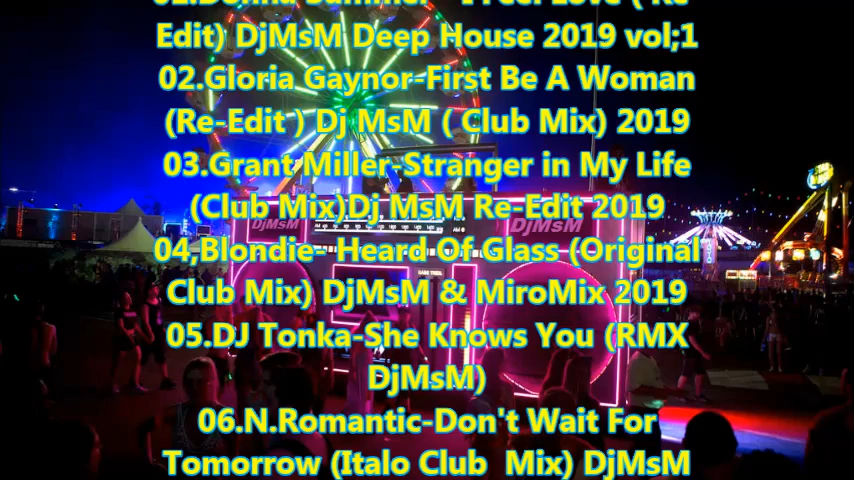 Edit) DjMsM Deep House 2019 vol;1
02.Gloria Gaynor-First Be A Woman
(Re-Edit ) Dj MsM ( Club Mix) 2019
03.Grant Miller-Stranger in My Life
(Club Mix)Dj MsM Re-Edit 2019
DjMsM DjMsM
04,Blondie- Heard Of Glass (Original
Club Mix) DjMsM & MiroMix 2019
05.DJ Tonka-She Knows You (RMX
DjMsM)
06.N.Romantic-Don't Wait For
Tomorrow (Italo Club  Mix) DjMsM